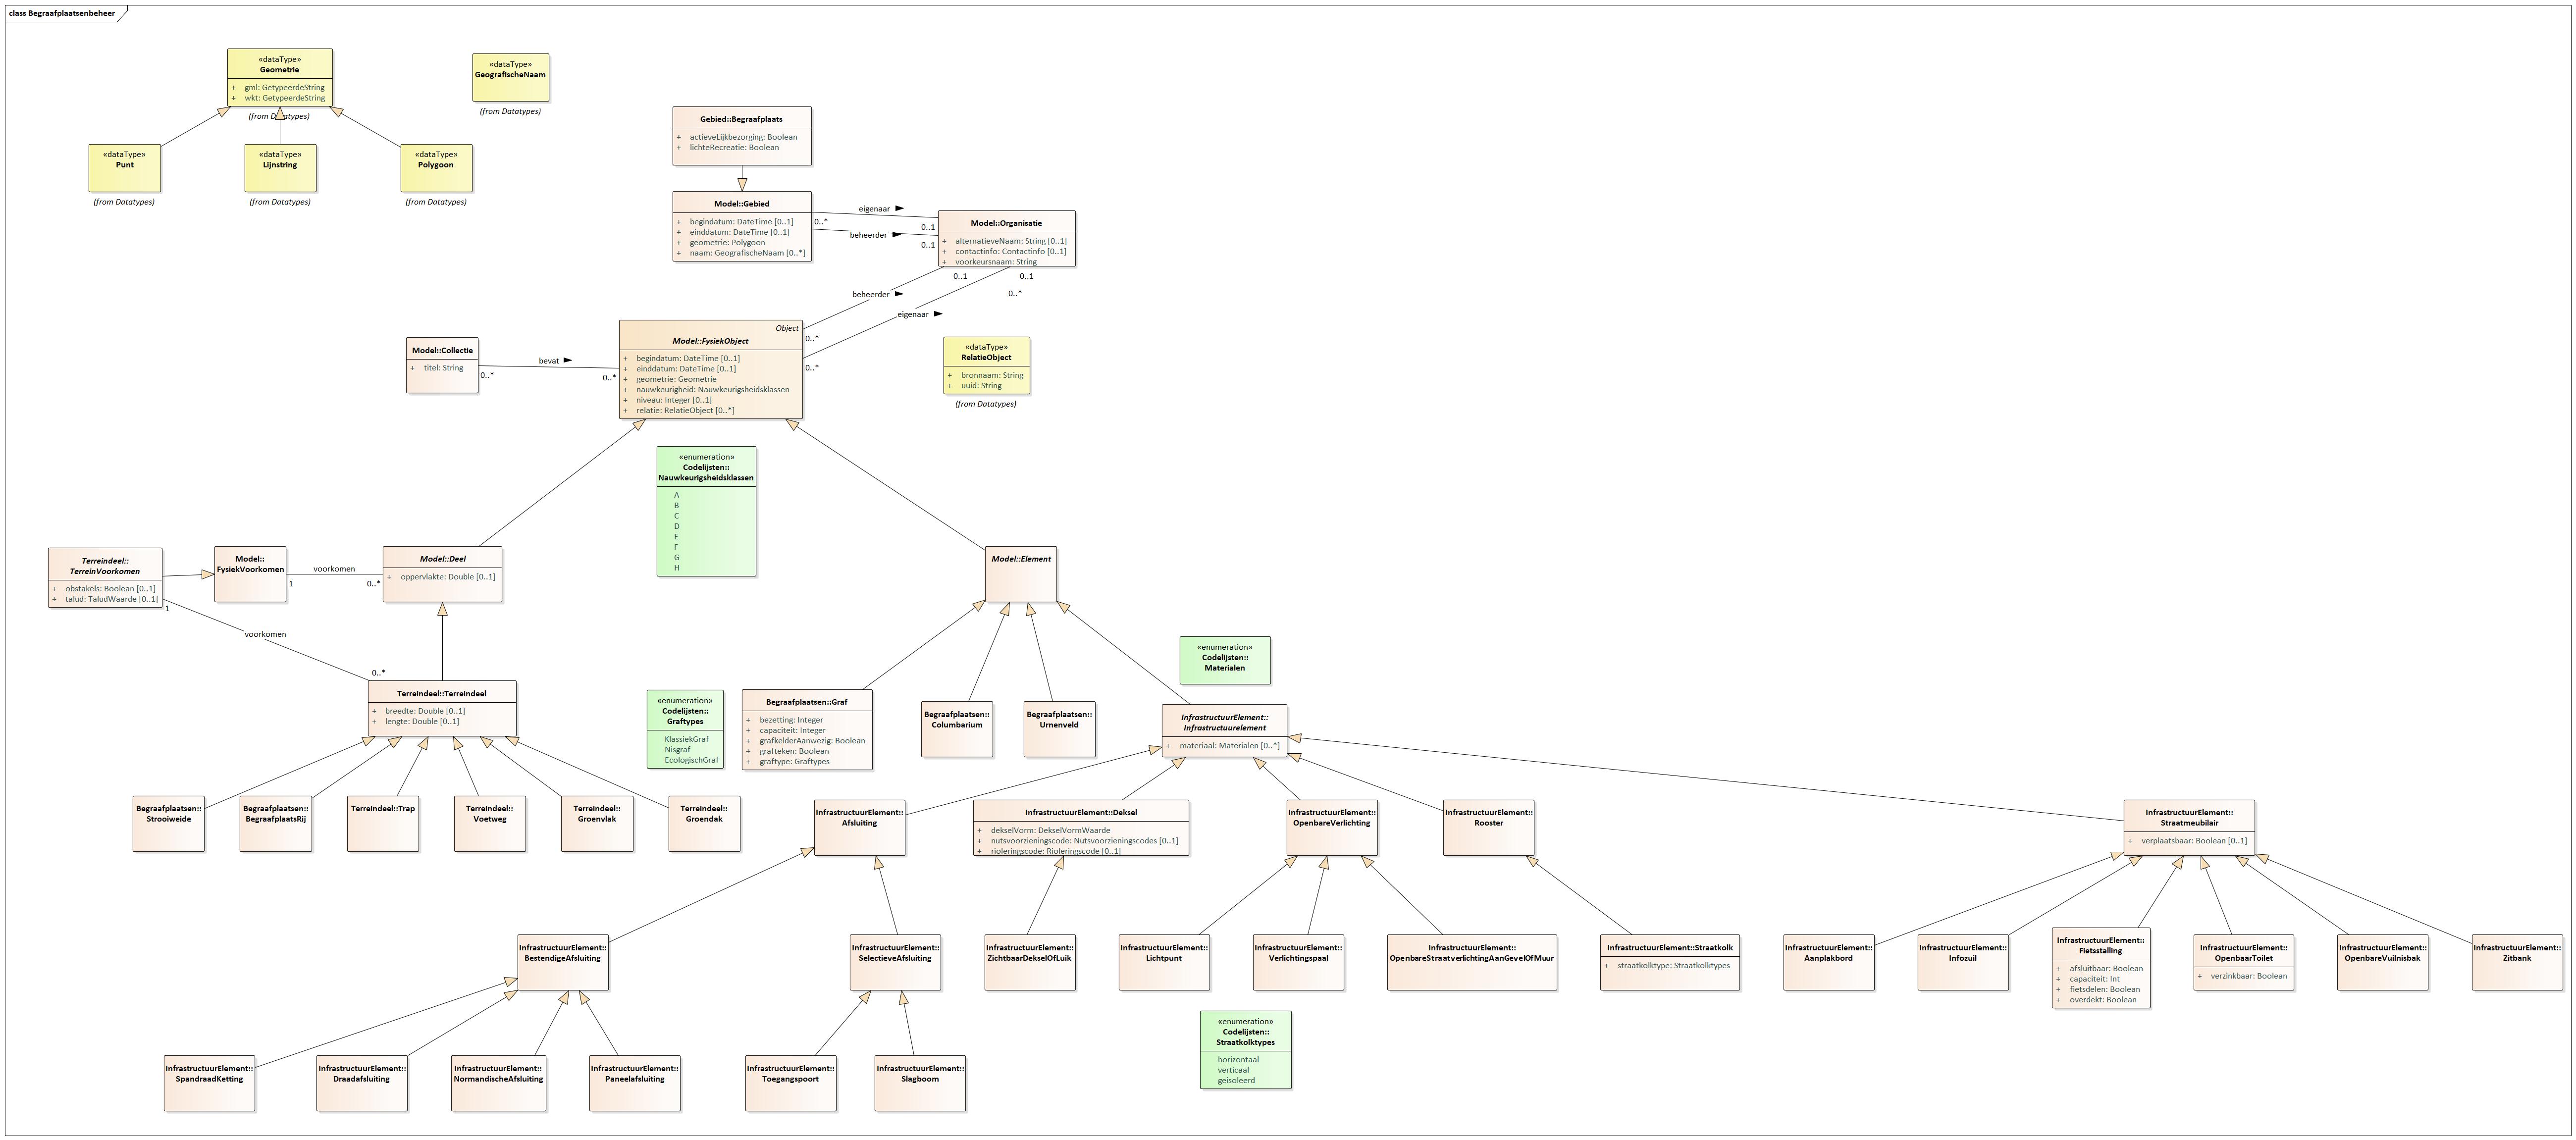 class Begraafplaatsenbeheer
«dataType»
Geometrie
+ gml: GetypeerdeString
+ wkt: GetypeerdeString
«dataType»
GeografischeNaam
(from Datatypes)
(from Datatypes)
«dataType»
Punt
(from Datatypes)
«dataType»
Lijnstring
(from Datatypes)
«dataType»
Polygoon
(from Datatypes)
Gebied::Begraafplaats
+ actieveLijkbezorging: Boolean
+ lichteRecreatie: Boolean
Model::Gebied
+ begindatum: DateTime [0..1]
+ einddatum: DateTime [0..1]
+ geometrie: Polygoon
+ naam: GeografischeNaam [0..*]
eigenaar
0..*
0..1
beheerder
0..1
Model::Organisatie
+ alternatieveNaam: String [0..1]
+ contactinfo: Contactinfo [0..1]
+ voorkeursnaam: String
0..1
0..1
0..*
beheerder
eigenaar
0..*
0..*
Model::Collectie
+ titel: String
bevat
0..*
0..*
Object
Model::FysiekObject
+ begindatum: DateTime [0..1]
+ einddatum: DateTime [0..1]
+ geometrie: Geometrie
+ nauwkeurigheid: Nauwkeurigsheidsklassen
+ niveau: Integer [0..1]
+ relatie: RelatieObject [0..*]
«dataType»
RelatieObject
+ bronnaam: String
+ uuid: String
(from Datatypes)
«enumeration»
Codelijsten::
Nauwkeurigsheidsklassen
A
B
C
D
E
F
G
H
Terreindeel::
TerreinVoorkomen
+ obstakels: Boolean [0..1]
+ talud: TaludWaarde [0..1]
Model::
FysiekVoorkomen
voorkomen
1
0..*
Model::Deel
+ oppervlakte: Double [0..1]
Model::Element
1
voorkomen
0..*
Terreindeel::Terreindeel
+ breedte: Double [0..1]
+ lengte: Double [0..1]
«enumeration»
Codelijsten::
Graftypes
KlassiekGraf
Nisgraf
EcologischGraf
Begraafplaatsen::Graf
+ bezetting: Integer
+ capaciteit: Integer
+ grafkelderAanwezig: Boolean
+ grafteken: Boolean
+ graftype: Graftypes
Begraafplaatsen::
Columbarium
Begraafplaatsen::
Urnenveld
«enumeration»
Codelijsten::
Materialen
InfrastructuurElement::
Infrastructuurelement
+ materiaal: Materialen [0..*]
Begraafplaatsen::
Strooiweide
Begraafplaatsen::
BegraafplaatsRij
Terreindeel::Trap
Terreindeel::
Voetweg
Terreindeel::
Groenvlak
Terreindeel::
Groendak
InfrastructuurElement::
Afsluiting
InfrastructuurElement::Deksel
+ dekselVorm: DekselVormWaarde
+ nutsvoorzieningscode: Nutsvoorzieningscodes [0..1]
+ rioleringscode: Rioleringscode [0..1]
InfrastructuurElement::
OpenbareVerlichting
InfrastructuurElement::
Rooster
InfrastructuurElement::
Straatmeubilair
+ verplaatsbaar: Boolean [0..1]
InfrastructuurElement::
BestendigeAfsluiting
InfrastructuurElement::
SelectieveAfsluiting
InfrastructuurElement::
ZichtbaarDekselOfLuik
InfrastructuurElement::
Lichtpunt
InfrastructuurElement::
Verlichtingspaal
InfrastructuurElement::
OpenbareStraatverlichtingAanGevelOfMuur
InfrastructuurElement::Straatkolk
+ straatkolktype: Straatkolktypes
InfrastructuurElement::
Aanplakbord
InfrastructuurElement::
Infozuil
InfrastructuurElement::
Fietsstalling
+ afsluitbaar: Boolean
+ capaciteit: Int
+ fietsdelen: Boolean
+ overdekt: Boolean
InfrastructuurElement::
OpenbaarToilet
+ verzinkbaar: Boolean
InfrastructuurElement::
OpenbareVuilnisbak
InfrastructuurElement::
Zitbank
«enumeration»
Codelijsten::
Straatkolktypes
horizontaal
verticaal
geisoleerd
InfrastructuurElement::
SpandraadKetting
InfrastructuurElement::
Draadafsluiting
InfrastructuurElement::
NormandischeAfsluiting
InfrastructuurElement::
Paneelafsluiting
InfrastructuurElement::
Toegangspoort
InfrastructuurElement::
Slagboom